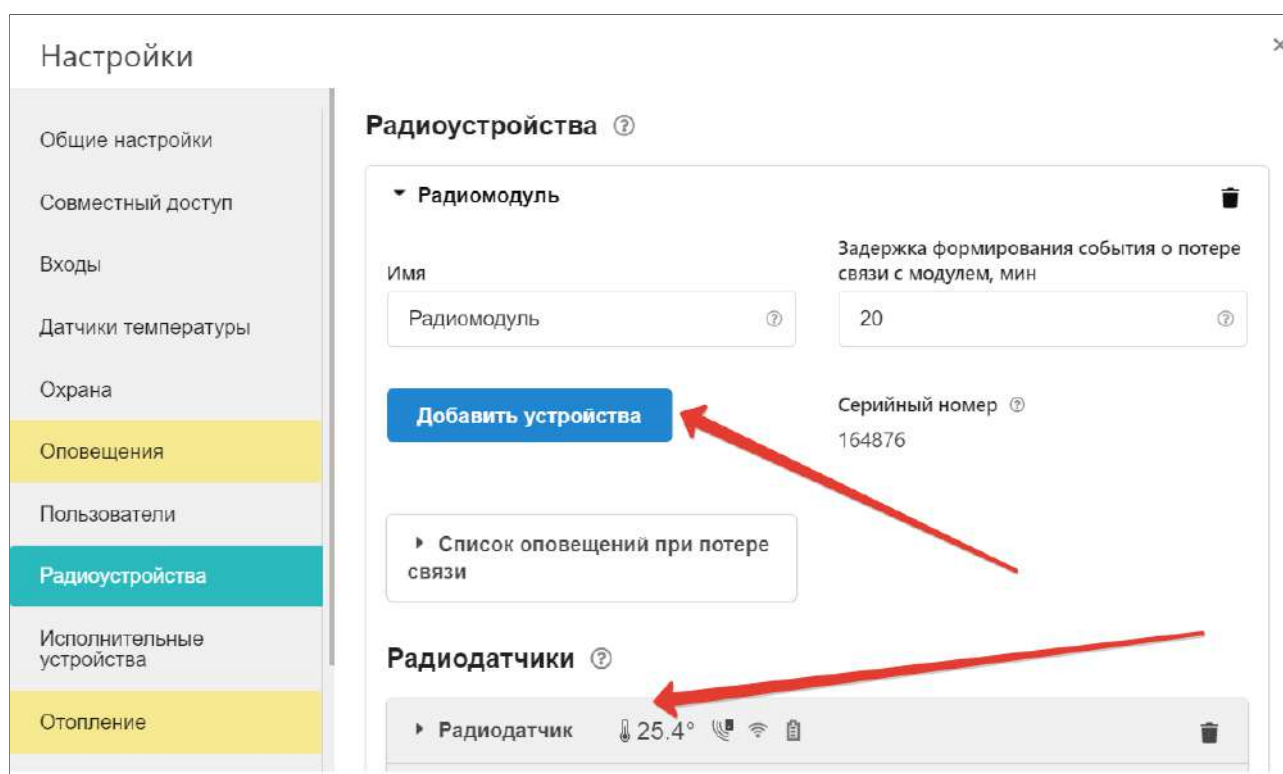 Настройки
Общие настройки
Совместный доступ
Входы
Датчики температуры
Охрана
Оповещения
Пользователи
Радиоустройства
Исполнительные
устройства
Отопление
Радиоустройства
Радиомодуль
Имя
Радиомодуль
Задержка формирования события о потере
связи с модулем, мин
20
Добавить устройства
Серийный номер
164876
Список оповещений при потере
связи
Радиодатчики
Радиодатчик 25.4°